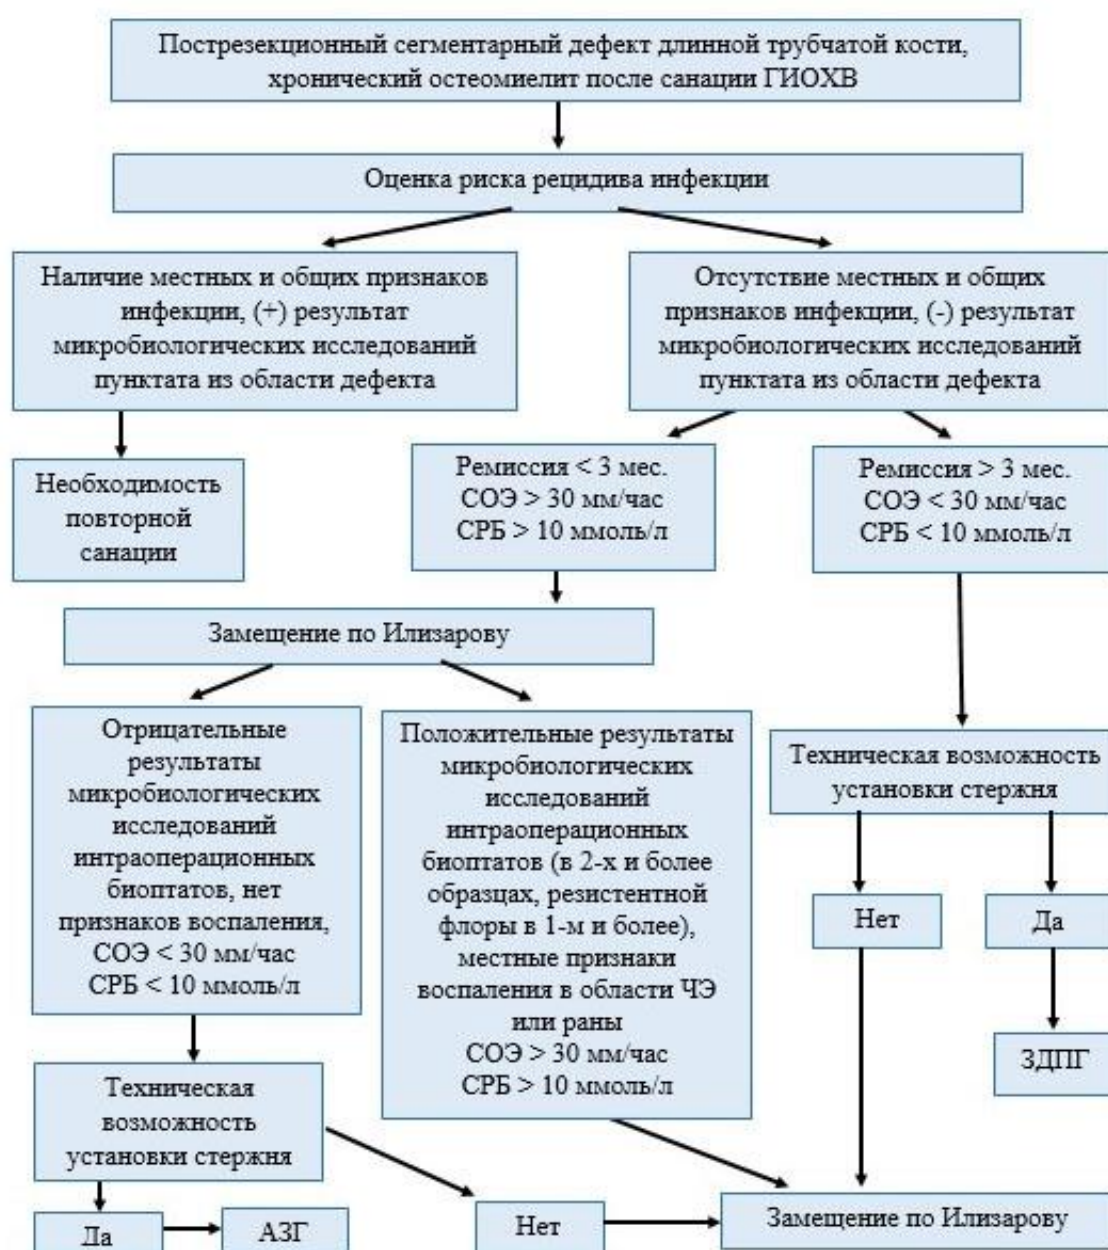 Пострезекционный сегментарный дефект длинной трубчатой кости,
хронический остеомиелит после санации ГИОХВ
Оценка риска рецидива инфекции
Наличие местных и общих признаков
инфекции, (+) результат
микробиологических исследований
пунктата из области дефекта
Отсутствие местных и общих
признаков инфекции, (-) результат
микробиологических исследований
пунктата из области дефекта
Необходимость
повторной
санации
Ремиссия < 3 мес.
СОЭ > 30 мм/час
СРБ > 10 ммоль/л
Ремиссия > 3 мес.
СОЭ < 30 мм/час
СРБ < 10 ммоль/л
Замещение по Илизарову
Отрицательные
результаты
микробиологических
исследований
интраоперационных
биоптатов, нет
признаков воспаления,
СОЭ < 30 мм/час
СРБ < 10 ммоль/л
Положительные результаты
микробиологических
исследований
интраоперационных
биоптатов (в 2-х и более
образцах, резистентной
флоры в 1-м и более),
местные признаки
воспаления в области ЧЭ
или раны
СОЭ > 30 мм/час
СРБ > 10 ммоль/л
Техническая возможность
установки стержня
Нет
Да
ЗДПГ
Техническая
возможность
установки стержня
Да
АЗГ
Нет
Замещение по Илизарову